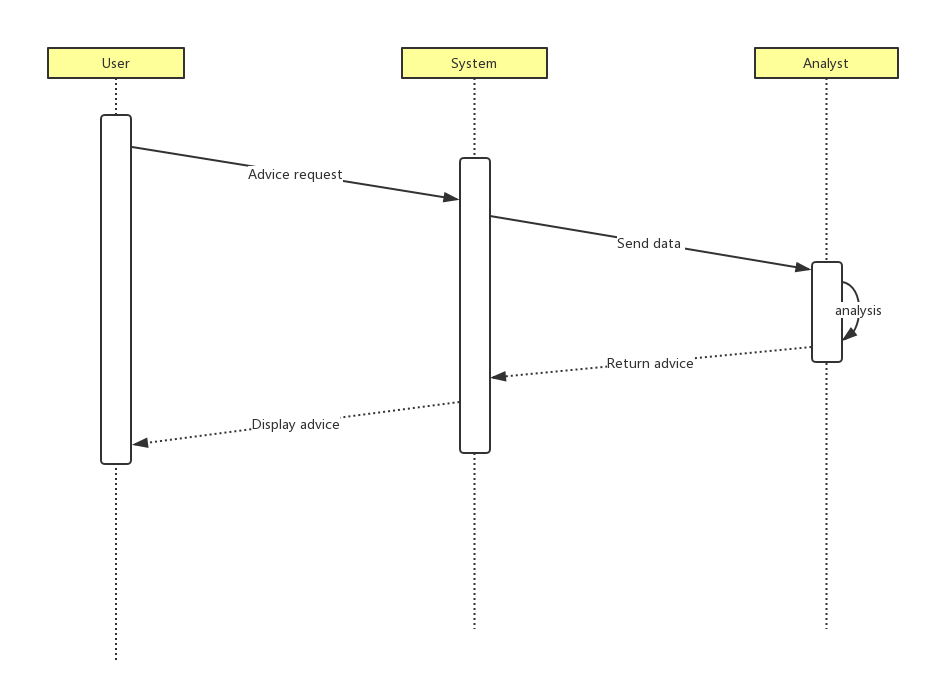 User
System
Analyst
Advice request
Send data
analysis
Return advice
Display advice